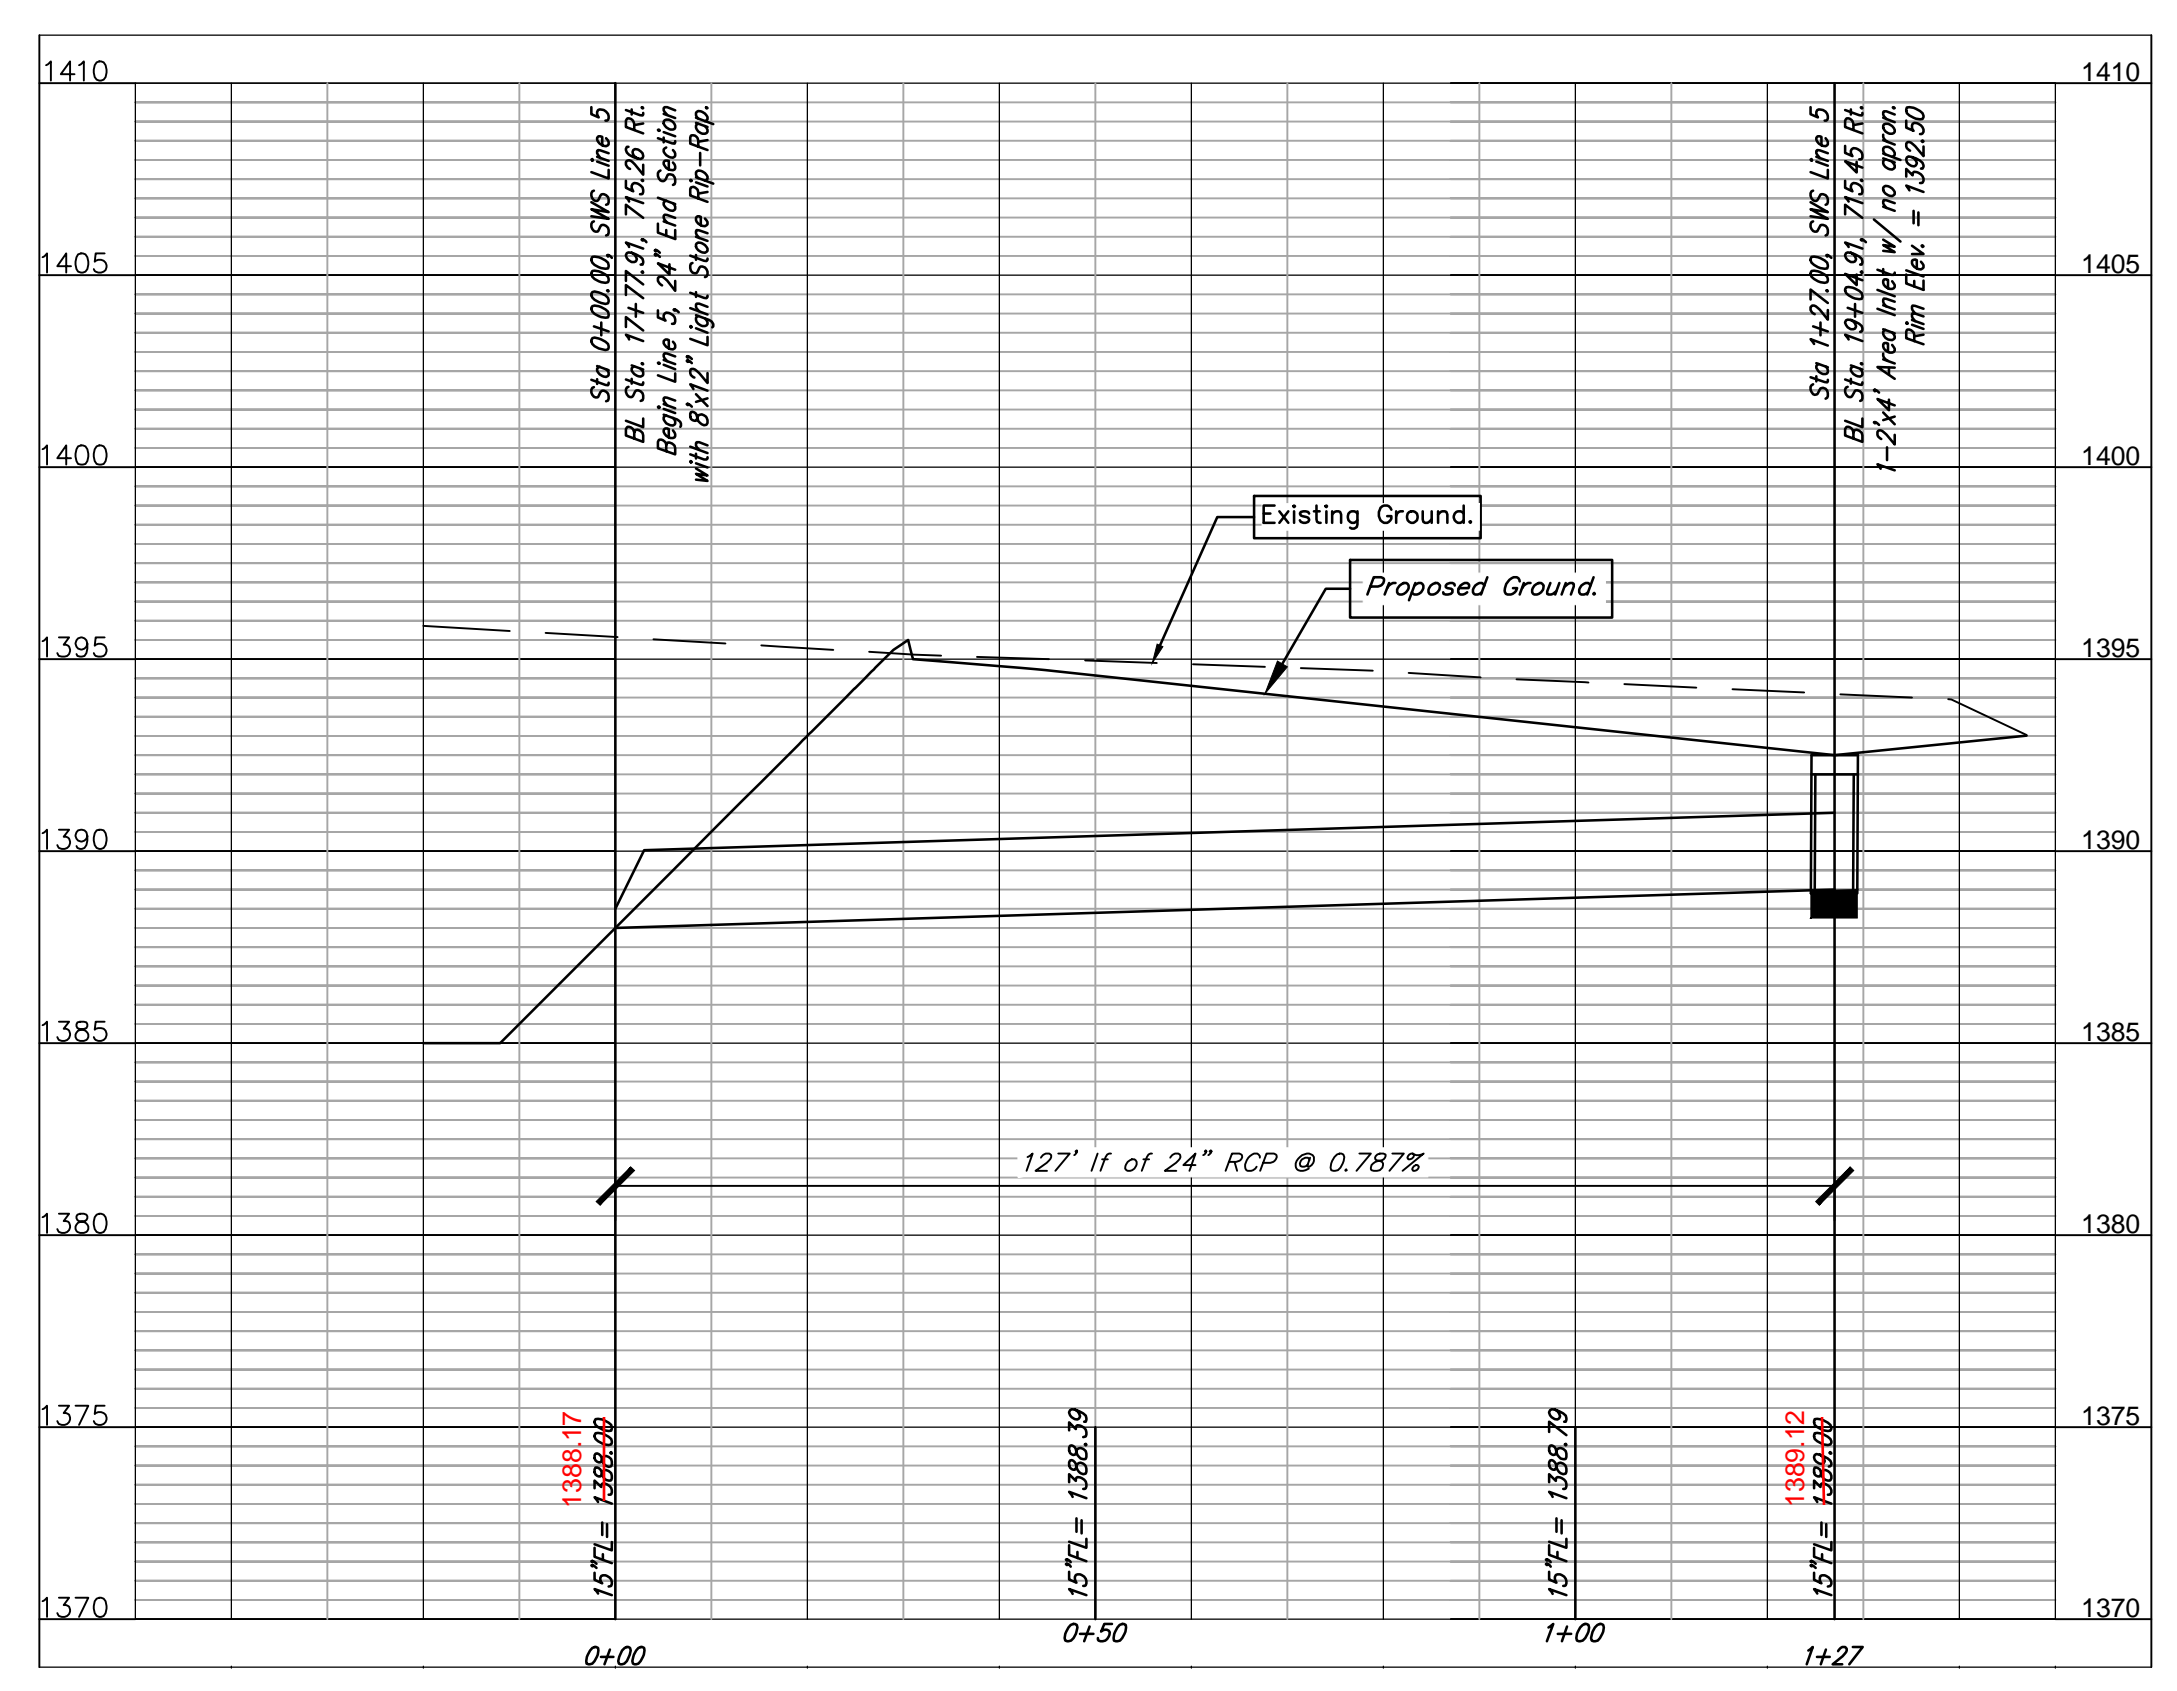 1410
1410
Sta 0+00.00, SWS Line 5
BL Sta. 17+77.91, 715.26 Rt.
Begin Line 5, 24" End Section
with 8'x12" Light Stone Rip-Rap.
Sta 1+27.00, SWS Line 5
BL Sta. 19+04.91, 715.45 Rt.
1-2'x4' Area Inlet w/ no apron.
Rim Elev. = 1392.50
1405
1405
1400
1400
Existing Ground.
Proposed Ground.
1395
1395
1390
1390
1385
1385
127' lf of 24" RCP @ 0.787%
1380
1380
1375
1375
1388.17
15"FL= 1388.00
15"FL= 1388.39
15"FL= 1388.79
1389.12
15"FL= 1389.00
1370
1370
0+00
0+50
1+00
1+27